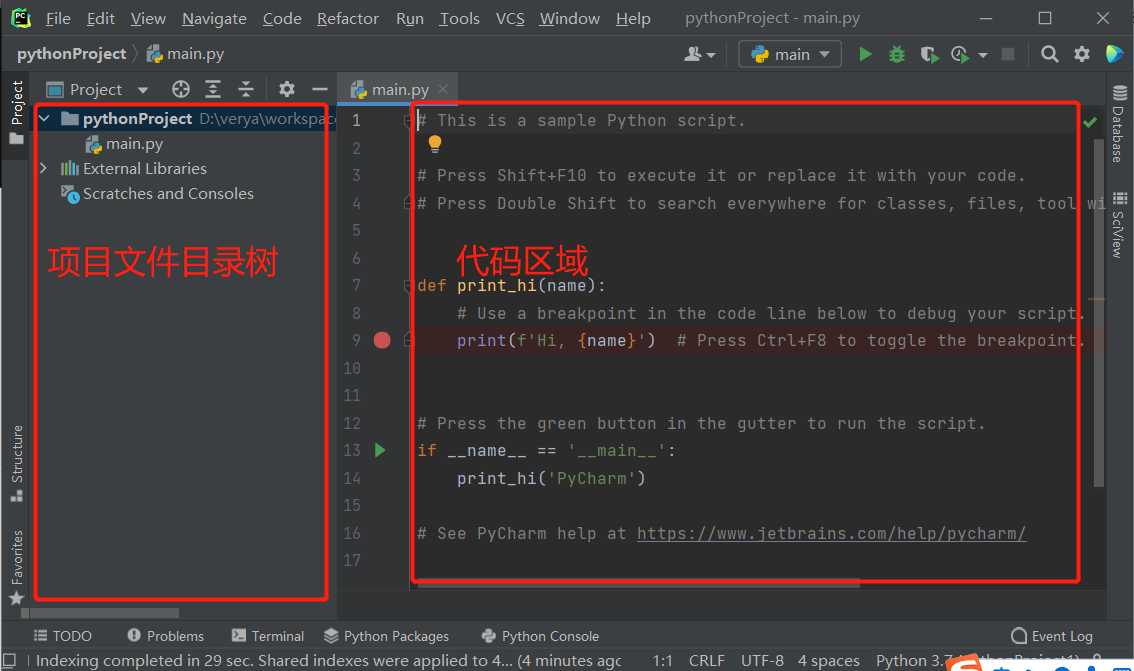 File Edit View Navigate Code Refactor Run Tools VCS Window Help pythonProject - main.py
pythonProject main.py main
Project
Project
main.py
pythonProject D:\verya\workspac
main.py
External Libraries
Scratches and Consoles
项目文件目录树
代码区域
1 # This is a sample Python script.
2
3 # Press Shift+F10 to execute it or replace it with your code.
4 # Press Double Shift to search everywhere for classes, files, tool wi
5
6
7 def print_hi(name):
8 # Use a breakpoint in the code line below to debug your script.
9 print(f'Hi, {name}') # Press Ctrl+F8 to toggle the breakpoint.
10
11
12 # Press the green button in the gutter to run the script.
13 if __name__ == '__main__':
14 print_hi('PyCharm')
15
16 # See PyCharm help at https://www.jetbrains.com/help/pycharm/
17
Database
SciView
Structure
Favorites
TODO Problems Terminal Python Packages Python Console Event Log
Indexing completed in 29 sec. Shared indexes were applied to 4... (4 minutes agc 1:1 CRLF UTF-8 4 spaces Python 3.7